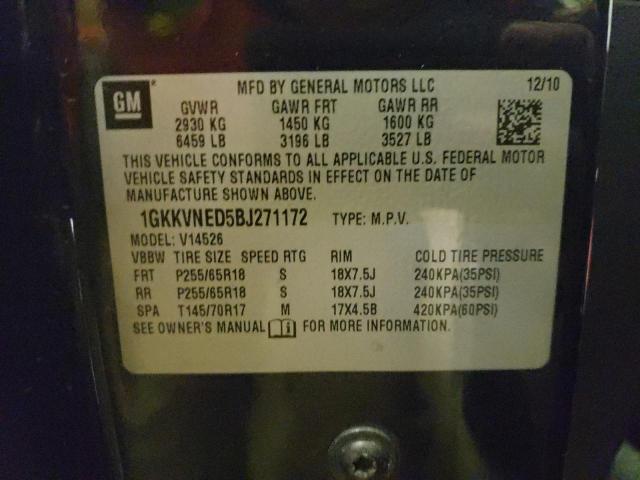 GM
MFD BY GENERAL MOTORS LLC 12/10
GVWR GAWR FRT GAWR RR
2930 KG 1450 KG 1600 KG
6459 LB 3196 LB 3527 LB
THIS VEHICLE CONFORMS TO ALL APPLICABLE U.S. FEDERAL MOTOR
VEHICLE SAFETY STANDARDS IN EFFECT ON THE DATE OF
MANUFACTURE SHOWN ABOVE.
1GKKVNED5BJ271172 TYPE: M.P.V.
MODEL: V14526
VBBW TIRE SIZE SPEED RTG RIM COLD TIRE PRESSURE
FRT P255/65R18 S 18X7.5J 240KPA(35PSI)
RR P255/65R18 S 18X7.5J 240KPA(35PSI)
SPA T145/70R17 M 17X4.5B 420KPA(60PSI)
SEE OWNER'S MANUAL FOR MORE INFORMATION.